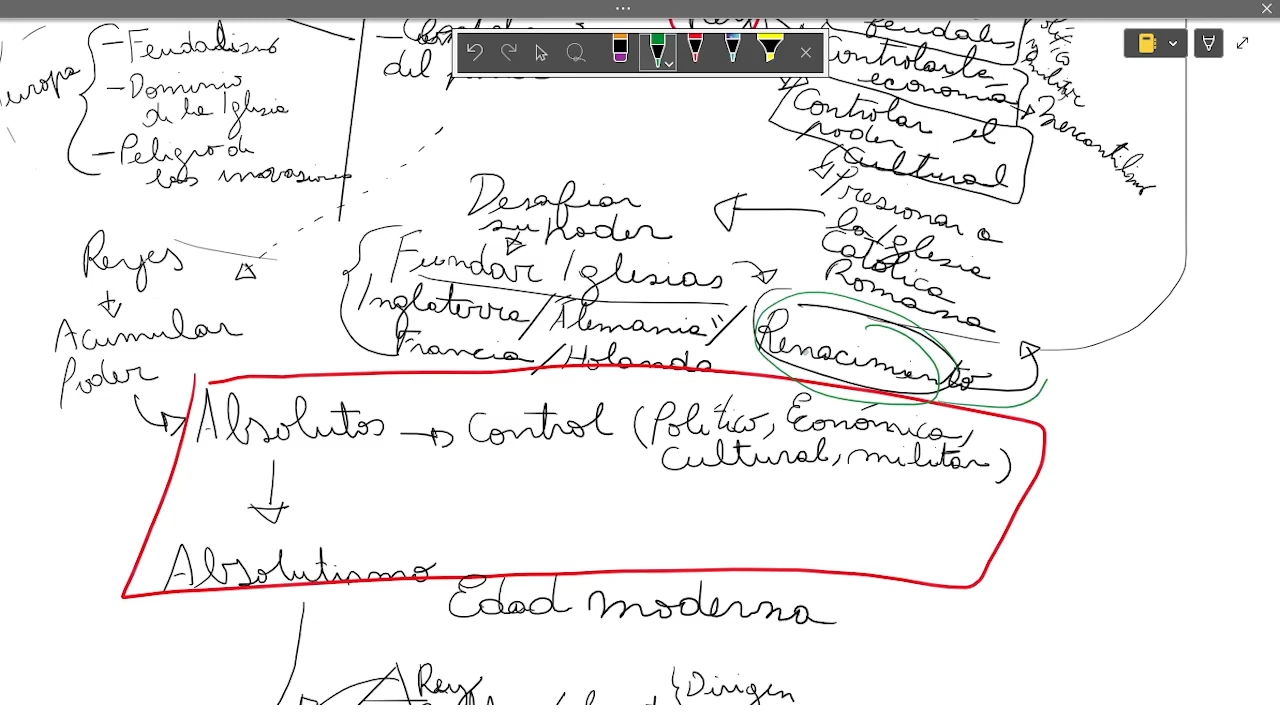 Europa
- Feudalismo
- Dominio
de la Iglesia
- Peligro de
las invasiones
del
feudales
Controlar la
economía
Mercantilismo
Controlar el
poder
Cultural
Presionar a
la Iglesia
Católica
Romana
Desafiar
su poder
Fundar Iglesias
Inglaterra / Alemania" /
Francia / Holanda
Renacimiento
Reyes
Acumular
Poder
Absolutos → Control (Político, Económica,
Cultural, militar)
Absolutismo
Edad moderna
Rey
Dirigen